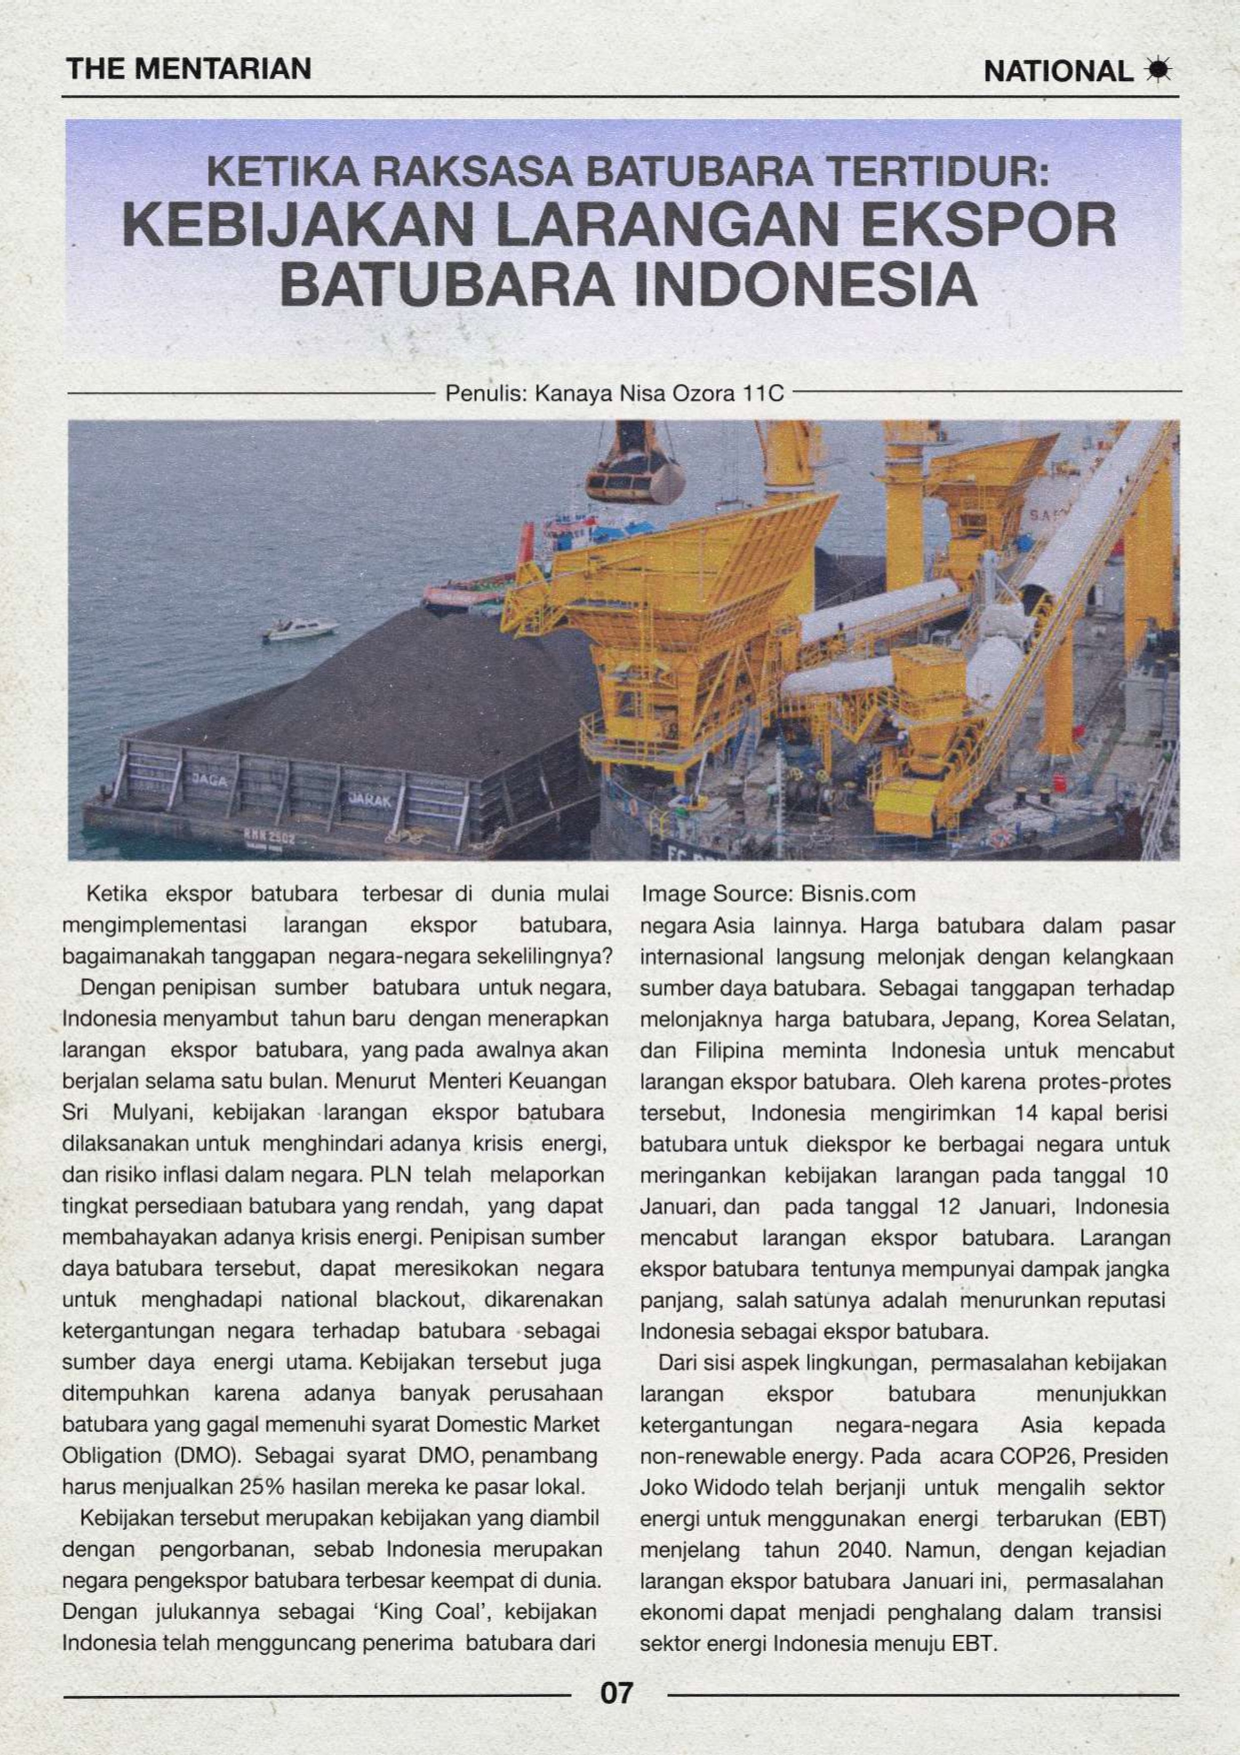 THE MENTARIAN
NATIONAL
KETIKA RAKSASA BATUBARA TERTIDUR:
KEBIJAKAN LARANGAN EKSPOR
BATUBARA INDONESIA
Penulis: Kanaya Nisa Ozora 11C
JAGA
JARAK
RMN 2502
Ketika ekspor batubara terbesar di dunia mulai
mengimplementasi larangan ekspor batubara,
bagaimanakah tanggapan negara-negara sekelilingnya?
Dengan penipisan sumber batubara untuk negara,
Indonesia menyambut tahun baru dengan menerapkan
larangan ekspor batubara, yang pada awalnya akan
berjalan selama satu bulan. Menurut Menteri Keuangan
Sri Mulyani, kebijakan larangan ekspor batubara
dilaksanakan untuk menghindari adanya krisis energi,
dan risiko inflasi dalam negara. PLN telah melaporkan
tingkat persediaan batubara yang rendah, yang dapat
membahayakan adanya krisis energi. Penipisan sumber
daya batubara tersebut, dapat meresikokan negara
untuk menghadapi national blackout, dikarenakan
ketergantungan negara terhadap batubara sebagai
sumber daya energi utama. Kebijakan tersebut juga
ditempuhkan karena adanya banyak perusahaan
batubara yang gagal memenuhi syarat Domestic Market
Obligation (DMO). Sebagai syarat DMO, penambang
harus menjualkan 25% hasilan mereka ke pasar lokal.
Kebijakan tersebut merupakan kebijakan yang diambil
dengan pengorbanan, sebab Indonesia merupakan
negara pengekspor batubara terbesar keempat di dunia.
Dengan julukannya sebagai ‘King Coal’, kebijakan
Indonesia telah mengguncang penerima batubara dari
Image Source: Bisnis.com
negara Asia lainnya. Harga batubara dalam pasar
internasional langsung melonjak dengan kelangkaan
sumber daya batubara. Sebagai tanggapan terhadap
melonjaknya harga batubara, Jepang, Korea Selatan,
dan Filipina meminta Indonesia untuk mencabut
larangan ekspor batubara. Oleh karena protes-protes
tersebut, Indonesia mengirimkan 14 kapal berisi
batubara untuk diekspor ke berbagai negara untuk
meringankan kebijakan larangan pada tanggal 10
Januari, dan pada tanggal 12 Januari, Indonesia
mencabut larangan ekspor batubara. Larangan
ekspor batubara tentunya mempunyai dampak jangka
panjang, salah satunya adalah menurunkan reputasi
Indonesia sebagai ekspor batubara.
Dari sisi aspek lingkungan, permasalahan kebijakan
larangan ekspor batubara menunjukkan
ketergantungan negara-negara Asia kepada
non-renewable energy. Pada acara COP26, Presiden
Joko Widodo telah berjanji untuk mengalih sektor
energi untuk menggunakan energi terbarukan (EBT)
menjelang tahun 2040. Namun, dengan kejadian
larangan ekspor batubara Januari ini, permasalahan
ekonomi dapat menjadi penghalang dalam transisi
sektor energi Indonesia menuju EBT.
07